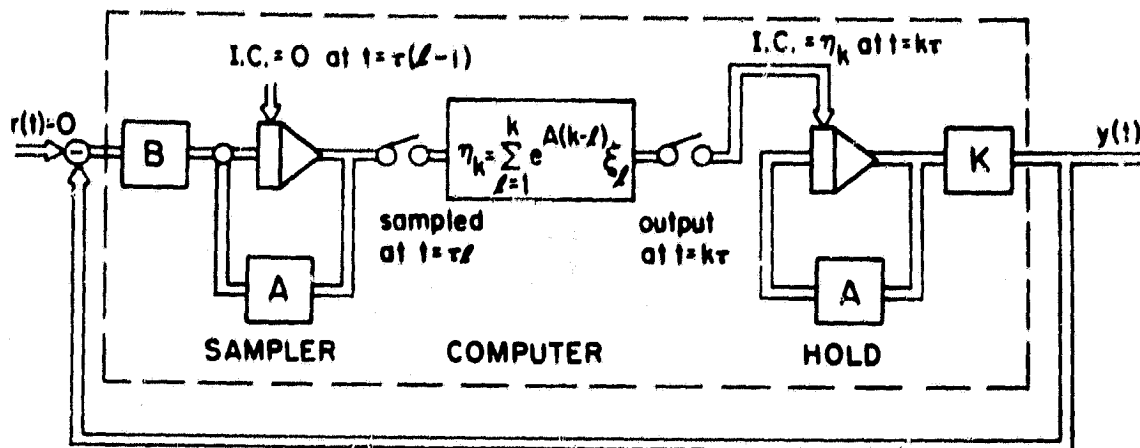 I.C.=0 at t=τ(ℓ-1)
I.C.=η_k at t=kτ
r(t)=0
-
B
η_k=∑_{ℓ=1}^{k} e^{A(k-ℓ)} ξ_ℓ
K
y(t)
sampled
at t=τℓ
output
at t=kτ
A
A
SAMPLER
COMPUTER
HOLD